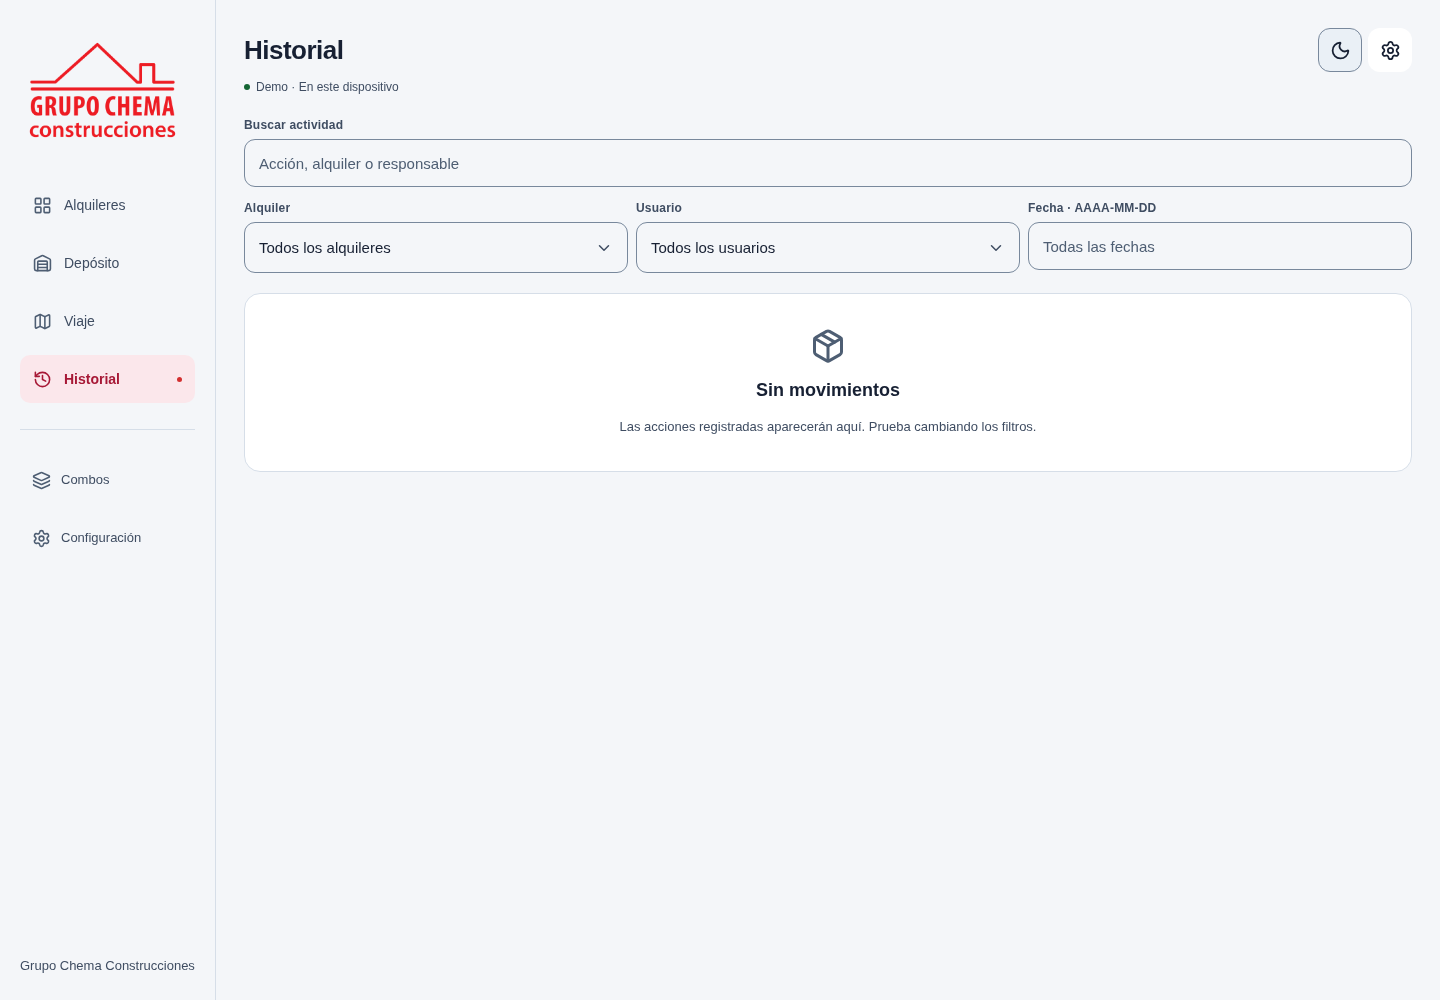 GRUPO CHEMA
construcciones
Alquileres
Depósito
Viaje
Historial
Combos
Configuración
Grupo Chema Construcciones
Historial
Demo · En este dispositivo
Buscar actividad
Acción, alquiler o responsable
Alquiler
Usuario
Fecha · AAAA-MM-DD
Todos los alquileres
Todos los usuarios
Todas las fechas
Sin movimientos
Las acciones registradas aparecerán aquí. Prueba cambiando los filtros.